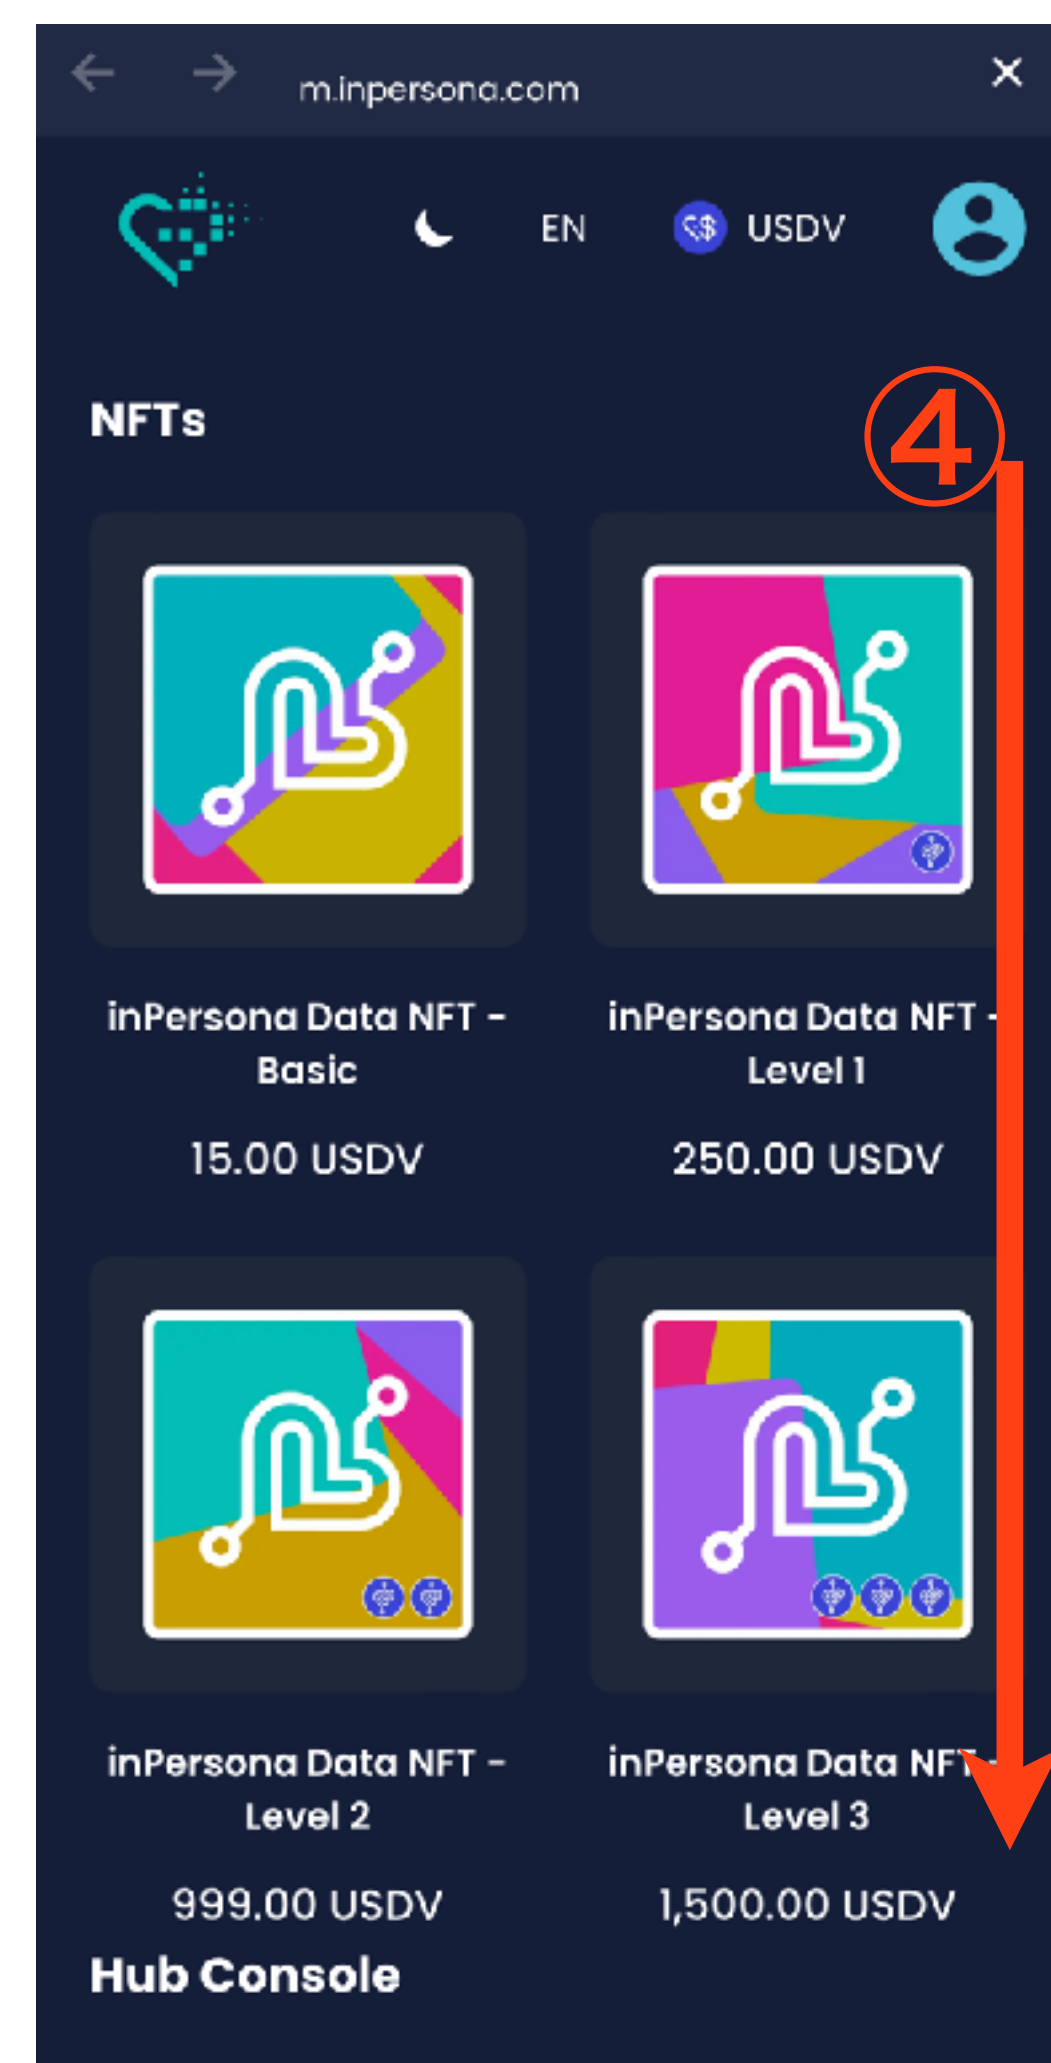 m.inpersona.com
EN
USDV
NFTs
④
inPersona Data NFT -
Basic
15.00 USDV
inPersona Data NFT -
Level 1
250.00 USDV
inPersona Data NFT -
Level 2
999.00 USDV
inPersona Data NFT -
Level 3
1,500.00 USDV
Hub Console